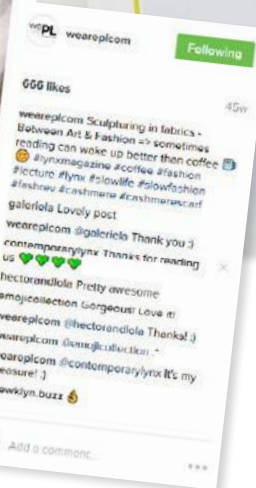 wePL weareplcom
Following
666 likes
45w
weareplcom Sculpturing in fabrics -
Between Art & Fashion => sometimes
reading can wake up better than coffee
#lynxmagazine #coffee #fashion
#lecture #lynx #slowlife #slowfashion
#fashrev #cashmere #cashmerescarf
galeriola Lovely post
weareplcom @galeriola Thank you :)
contemporarylynx Thanks for reading
us 💚💚💚💚
hectorandlola Pretty awesome
emojicollection Gorgeous! Love it!
weareplcom @hectorandlola Thanks! :)
weareplcom @emojicollection :*
weareplcom @contemporarylynx It's my
pleasure! :)
Add a comment...